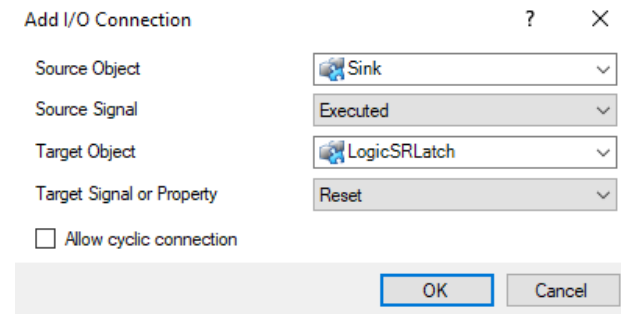 Add I/O Connection ? X
Source Object Sink
Source Signal Executed
Target Object LogicSRLatch
Target Signal or Property Reset
Allow cyclic connection
OK Cancel